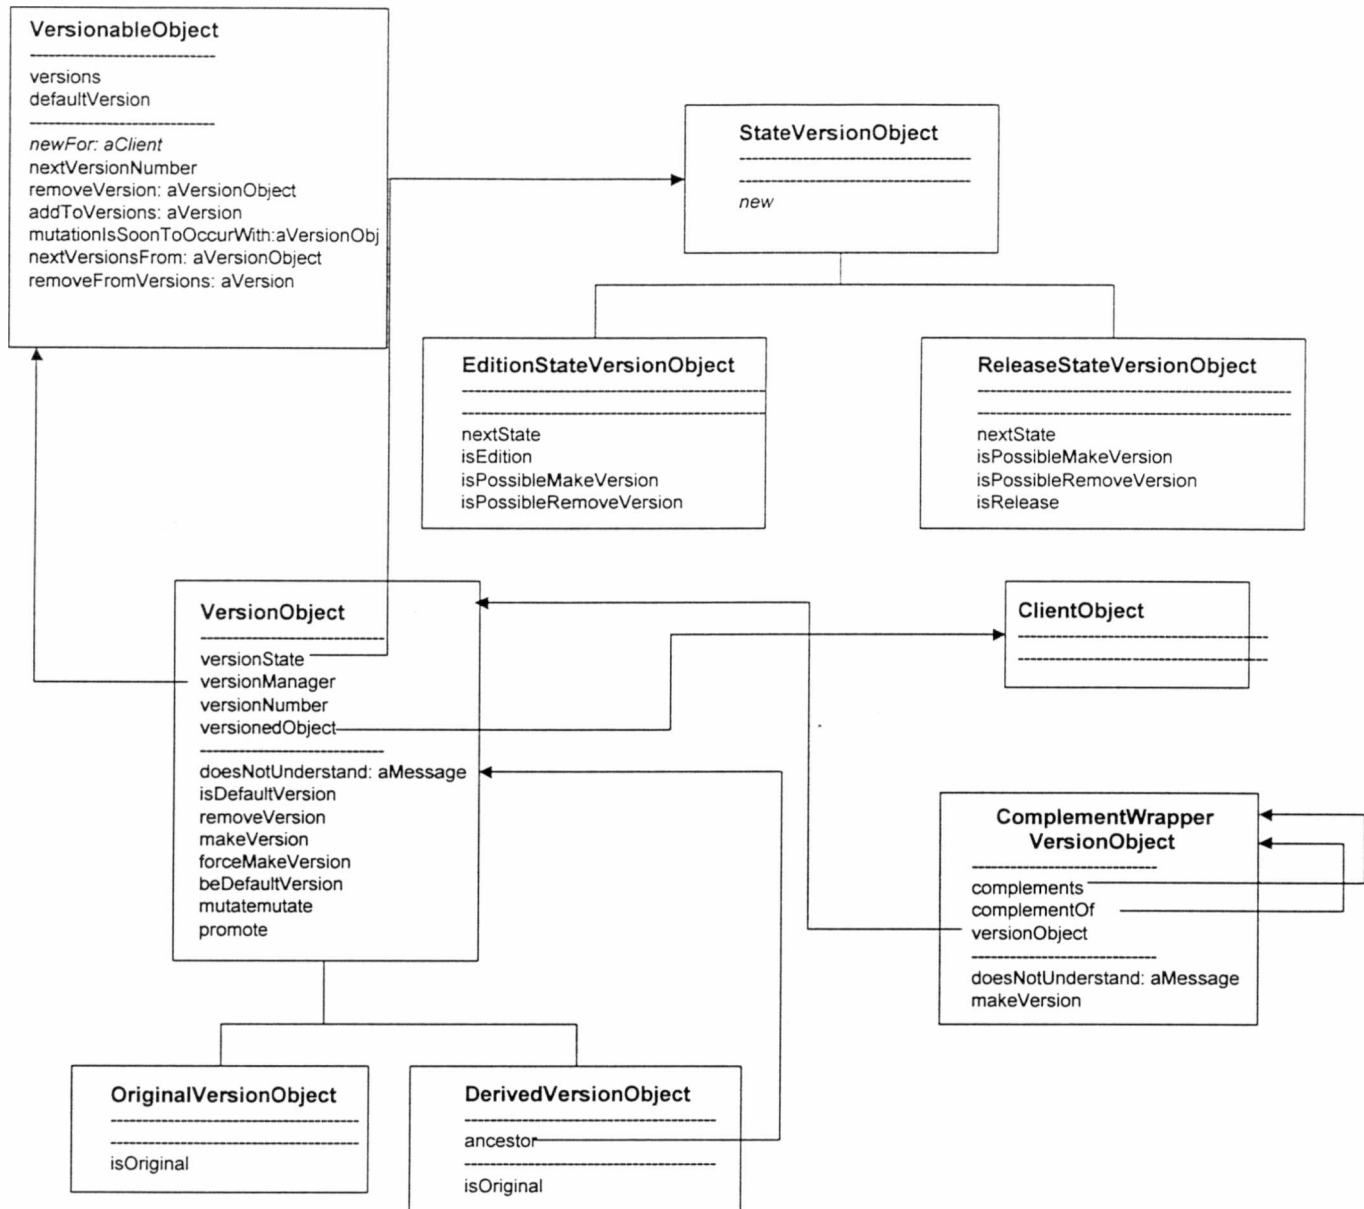 VersionableObject
versions
defaultVersion
newFor: aClient
nextVersionNumber
removeVersion: aVersionObject
addToVersions: aVersion
mutationIsSoonToOccurWith:aVersionObj
nextVersionsFrom: aVersionObject
removeFromVersions: aVersion
StateVersionObject
new
EditionStateVersionObject
nextState
isEdition
isPossibleMakeVersion
isPossibleRemoveVersion
ReleaseStateVersionObject
nextState
isPossibleMakeVersion
isPossibleRemoveVersion
isRelease
VersionObject
versionState
versionManager
versionNumber
versionedObject
doesNotUnderstand: aMessage
isDefaultVersion
removeVersion
makeVersion
forceMakeVersion
beDefaultVersion
mutatemutate
promote
ClientObject
ComplementWrapper
VersionObject
complements
complementOf
versionObject
doesNotUnderstand: aMessage
makeVersion
OriginalVersionObject
isOriginal
DerivedVersionObject
ancestor
isOriginal